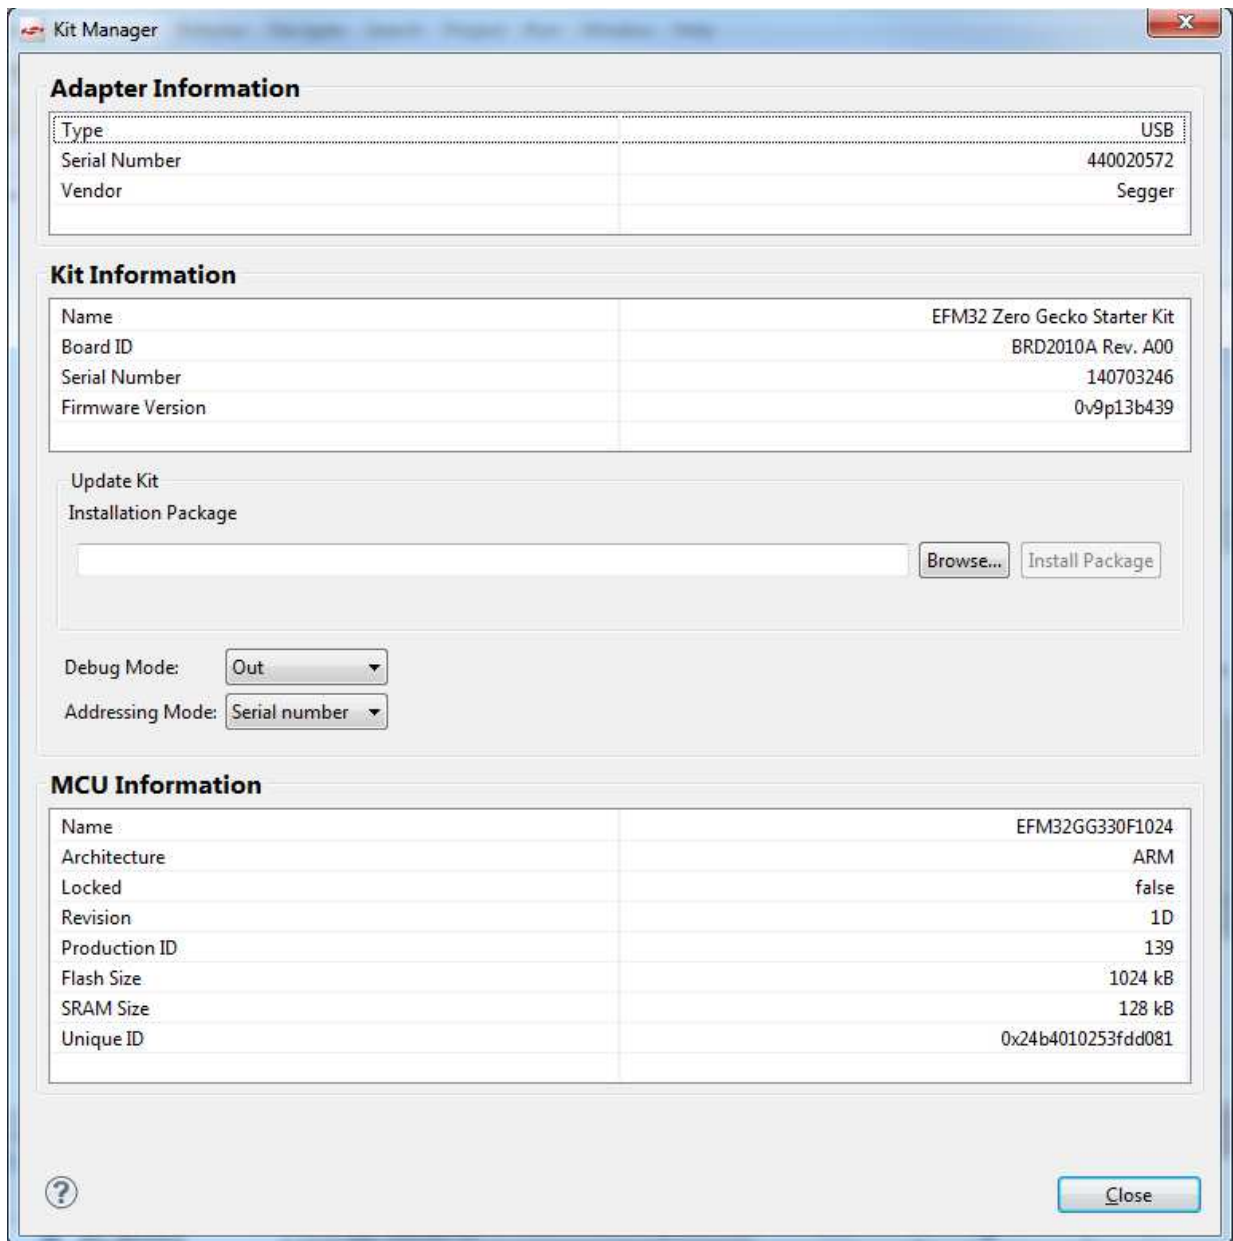 Kit Manager
Adapter Information
Type USB
Serial Number 440020572
Vendor Segger
Kit Information
Name EFM32 Zero Gecko Starter Kit
Board ID BRD2010A Rev. A00
Serial Number 140703246
Firmware Version 0v9p13b439
Update Kit
Installation Package
Browse... Install Package
Debug Mode: Out
Addressing Mode: Serial number
MCU Information
Name EFM32GG330F1024
Architecture ARM
Locked false
Revision 1D
Production ID 139
Flash Size 1024 kB
SRAM Size 128 kB
Unique ID 0x24b4010253fdd081
? Close